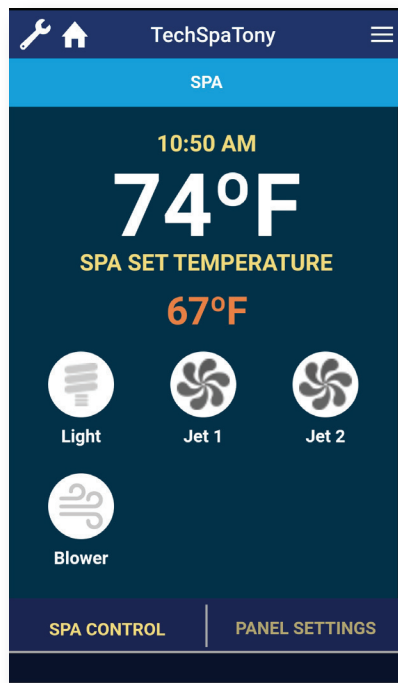 TechSpaTony
SPA
10:50 AM
74ºF
SPA SET TEMPERATURE
67ºF
Light Jet 1 Jet 2
Blower
SPA CONTROL PANEL SETTINGS